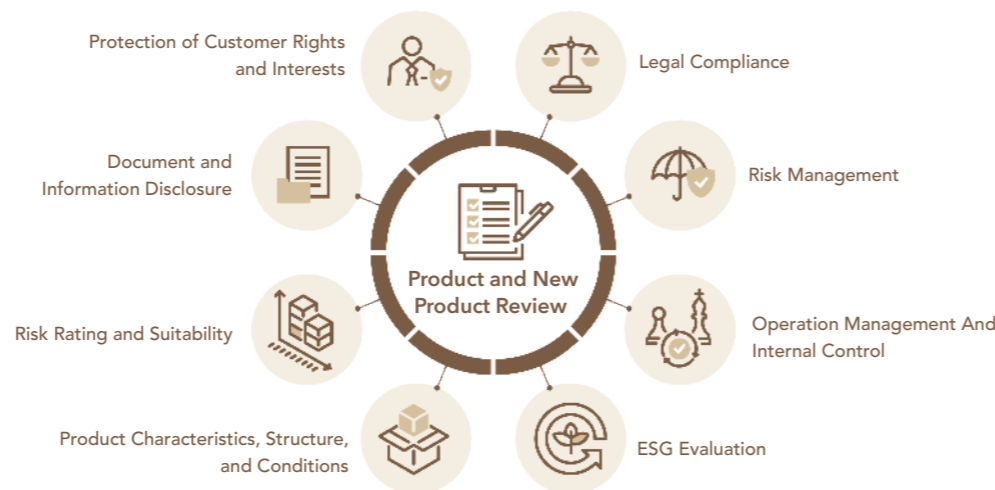 Protection of Customer Rights
and Interests
Legal Compliance
Document and
Information Disclosure
Risk Management
Product and New
Product Review
Risk Rating and Suitability
Operation Management And
Internal Control
Product Characteristics, Structure,
and Conditions
ESG Evaluation